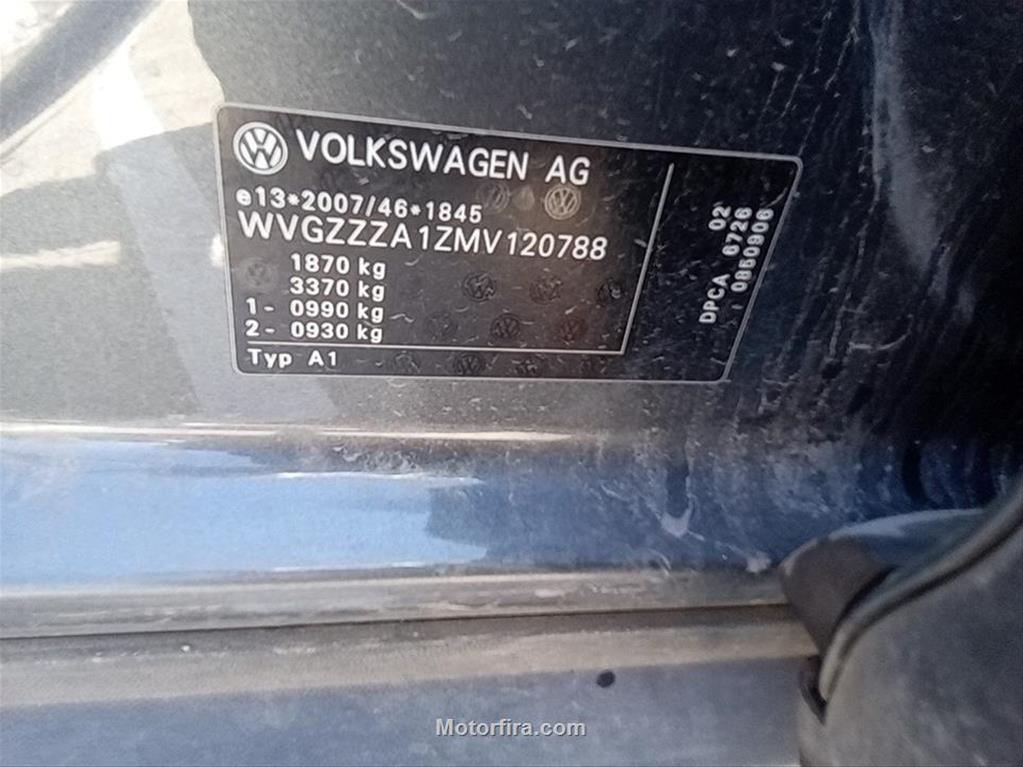 VOLKSWAGEN AG
e13*2007/46*1845
WVGZZZA1ZMV120788
1870 kg
3370 kg
1- 0990 kg
2- 0930 kg
Typ A1
02
DPCA 6726
0850906
Motorfira.com